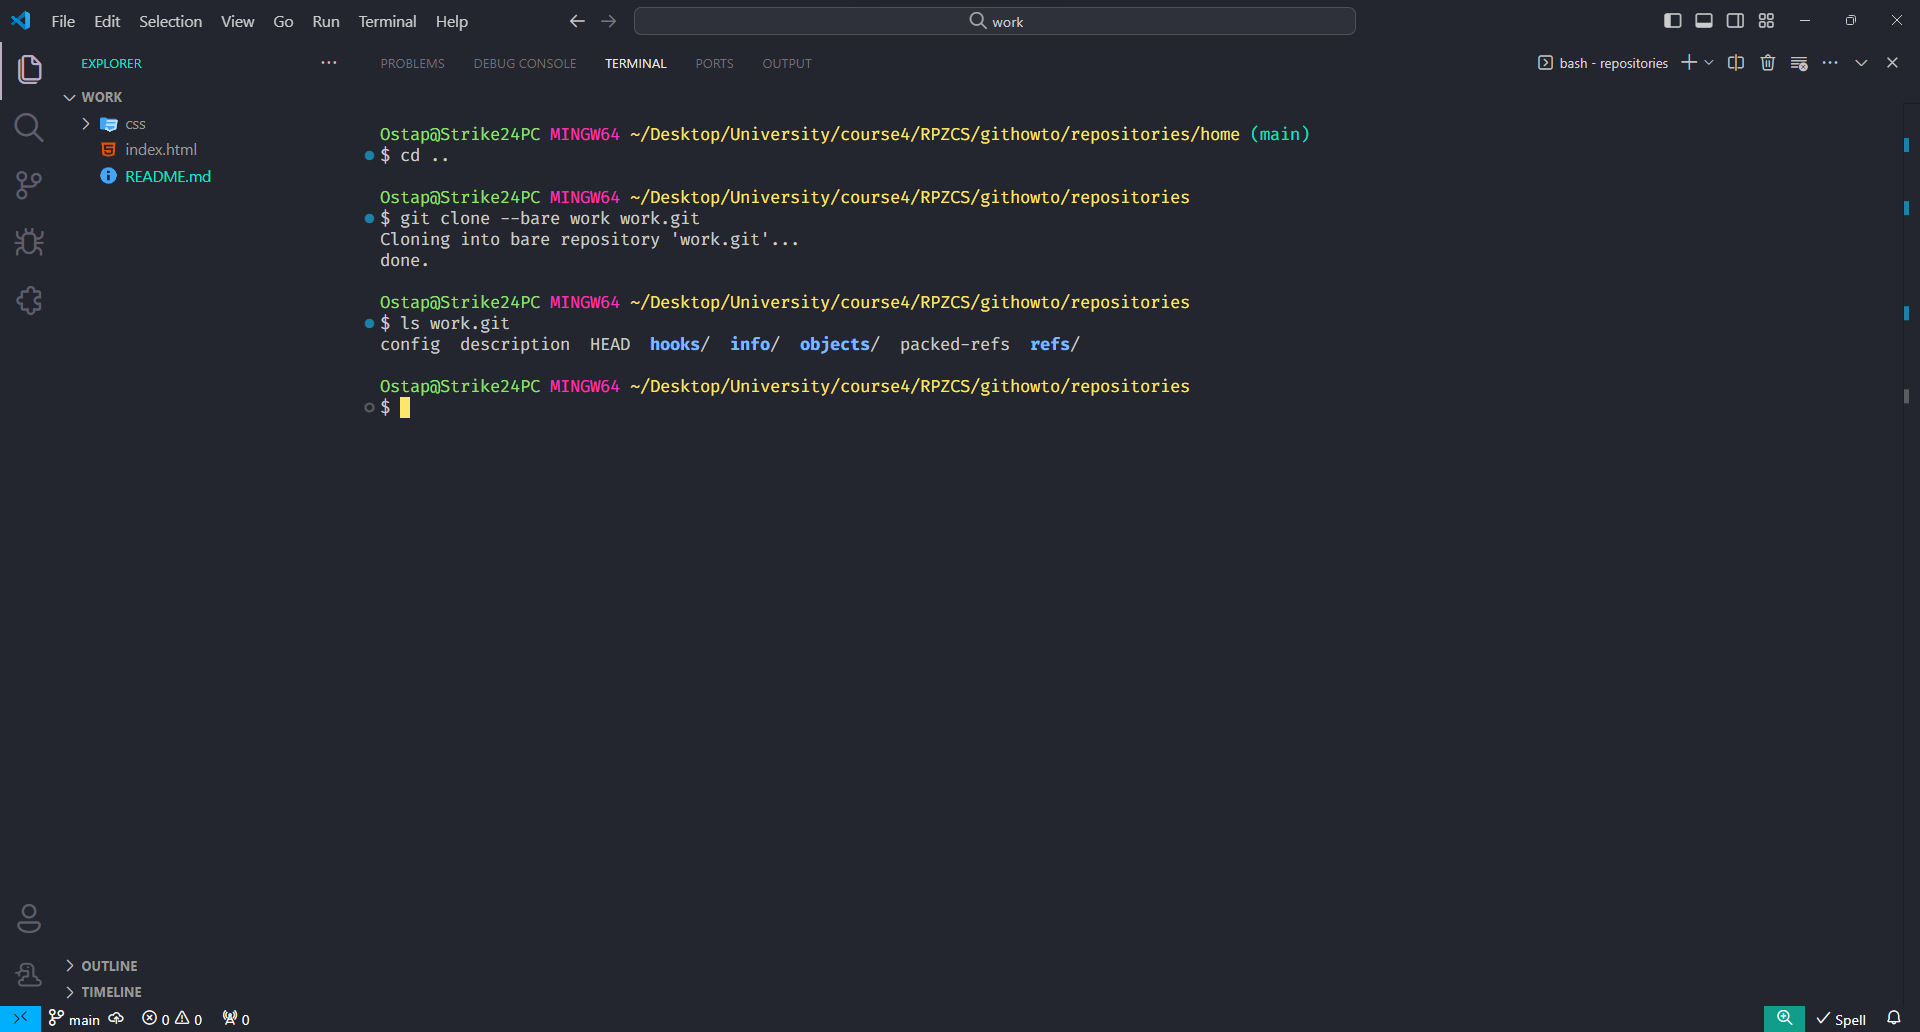 File Edit Selection View Go Run Terminal Help work
EXPLORER PROBLEMS DEBUG CONSOLE TERMINAL PORTS OUTPUT bash - repositories
WORK
css
index.html
README.md
Ostap@Strike24PC MINGW64 ~/Desktop/University/course4/RPZCS/githowto/repositories/home (main)
$ cd ..
Ostap@Strike24PC MINGW64 ~/Desktop/University/course4/RPZCS/githowto/repositories
$ git clone --bare work work.git
Cloning into bare repository 'work.git'...
done.
Ostap@Strike24PC MINGW64 ~/Desktop/University/course4/RPZCS/githowto/repositories
$ ls work.git
config description HEAD hooks/ info/ objects/ packed-refs refs/
Ostap@Strike24PC MINGW64 ~/Desktop/University/course4/RPZCS/githowto/repositories
$
OUTLINE
TIMELINE
main 0 0 0 Spell